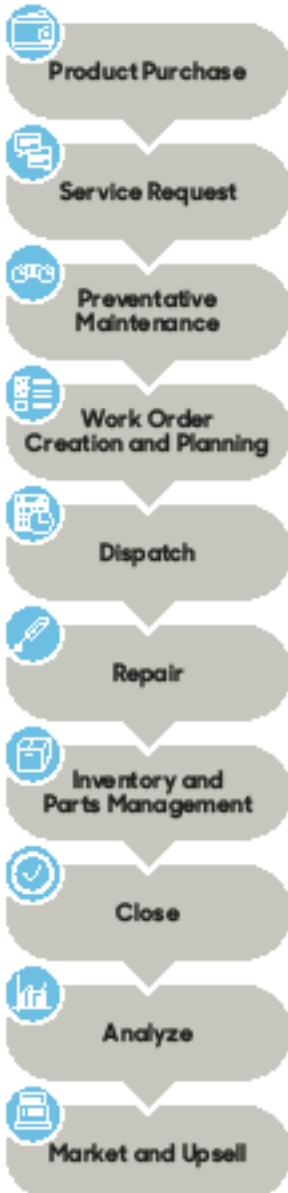 Product Purchase
Service Request
Preventative
Maintenance
Work Order
Creation and Planning
Dispatch
Repair
Inventory and
Parts Management
Close
Analyze
Market and Upsell